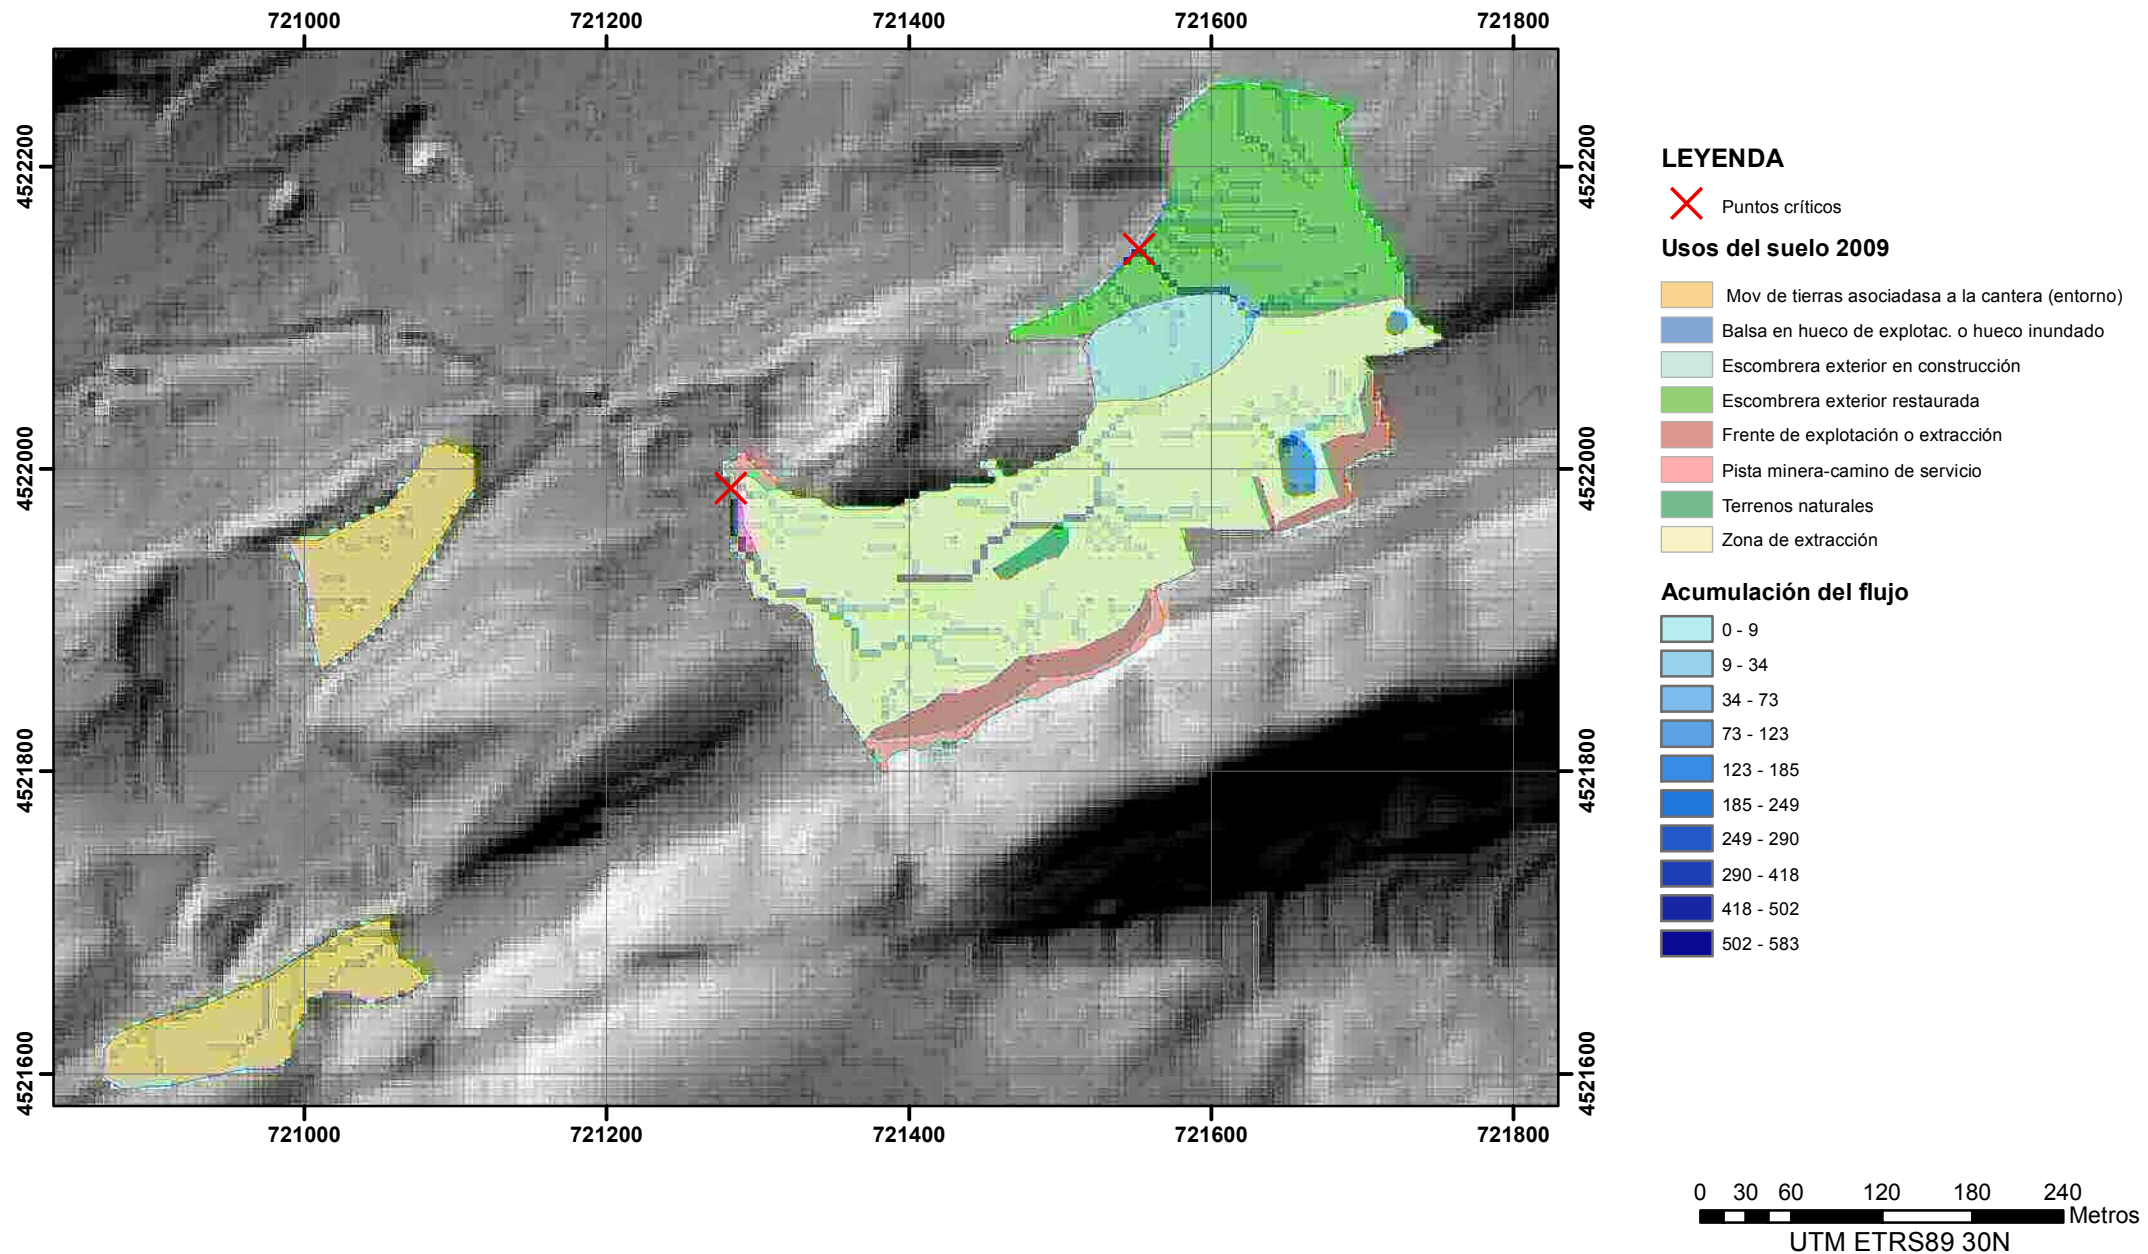 721000 721200 721400 721600 721800
4522200 4522200
4522000 4522000
4521800 4521800
4521600 4521600
721000 721200 721400 721600 721800
LEYENDA
Puntos críticos
Usos del suelo 2009
Mov de tierras asociadasa a la cantera (entorno)
Balsa en hueco de explotac. o hueco inundado
Escombrera exterior en construcción
Escombrera exterior restaurada
Frente de explotación o extracción
Pista minera-camino de servicio
Terrenos naturales
Zona de extracción
Acumulación del flujo
0 - 9
9 - 34
34 - 73
73 - 123
123 - 185
185 - 249
249 - 290
290 - 418
418 - 502
502 - 583
0 30 60 120 180 240
Metros
UTM ETRS89 30N